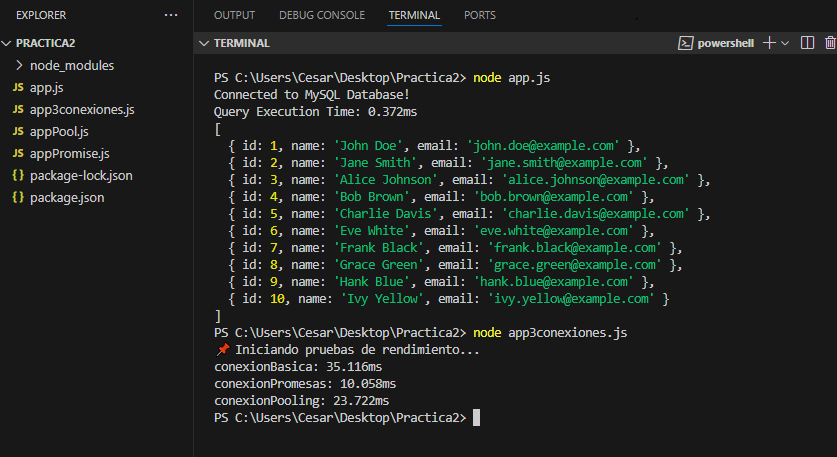 EXPLORER ...
PRACTICA2
node_modules
JS app.js
JS app3conexiones.js
JS appPool.js
JS appPromise.js
{} package-lock.json
{} package.json
OUTPUT DEBUG CONSOLE TERMINAL PORTS
TERMINAL powershell
PS C:\Users\Cesar\Desktop\Practica2> node app.js
Connected to MySQL Database!
Query Execution Time: 0.372ms
[
  { id: 1, name: 'John Doe', email: 'john.doe@example.com' },
  { id: 2, name: 'Jane Smith', email: 'jane.smith@example.com' },
  { id: 3, name: 'Alice Johnson', email: 'alice.johnson@example.com' },
  { id: 4, name: 'Bob Brown', email: 'bob.brown@example.com' },
  { id: 5, name: 'Charlie Davis', email: 'charlie.davis@example.com' },
  { id: 6, name: 'Eve White', email: 'eve.white@example.com' },
  { id: 7, name: 'Frank Black', email: 'frank.black@example.com' },
  { id: 8, name: 'Grace Green', email: 'grace.green@example.com' },
  { id: 9, name: 'Hank Blue', email: 'hank.blue@example.com' },
  { id: 10, name: 'Ivy Yellow', email: 'ivy.yellow@example.com' }
]
PS C:\Users\Cesar\Desktop\Practica2> node app3conexiones.js
📌 Iniciando pruebas de rendimiento...
conexionBasica: 35.116ms
conexionPromesas: 10.058ms
conexionPooling: 23.722ms
PS C:\Users\Cesar\Desktop\Practica2>